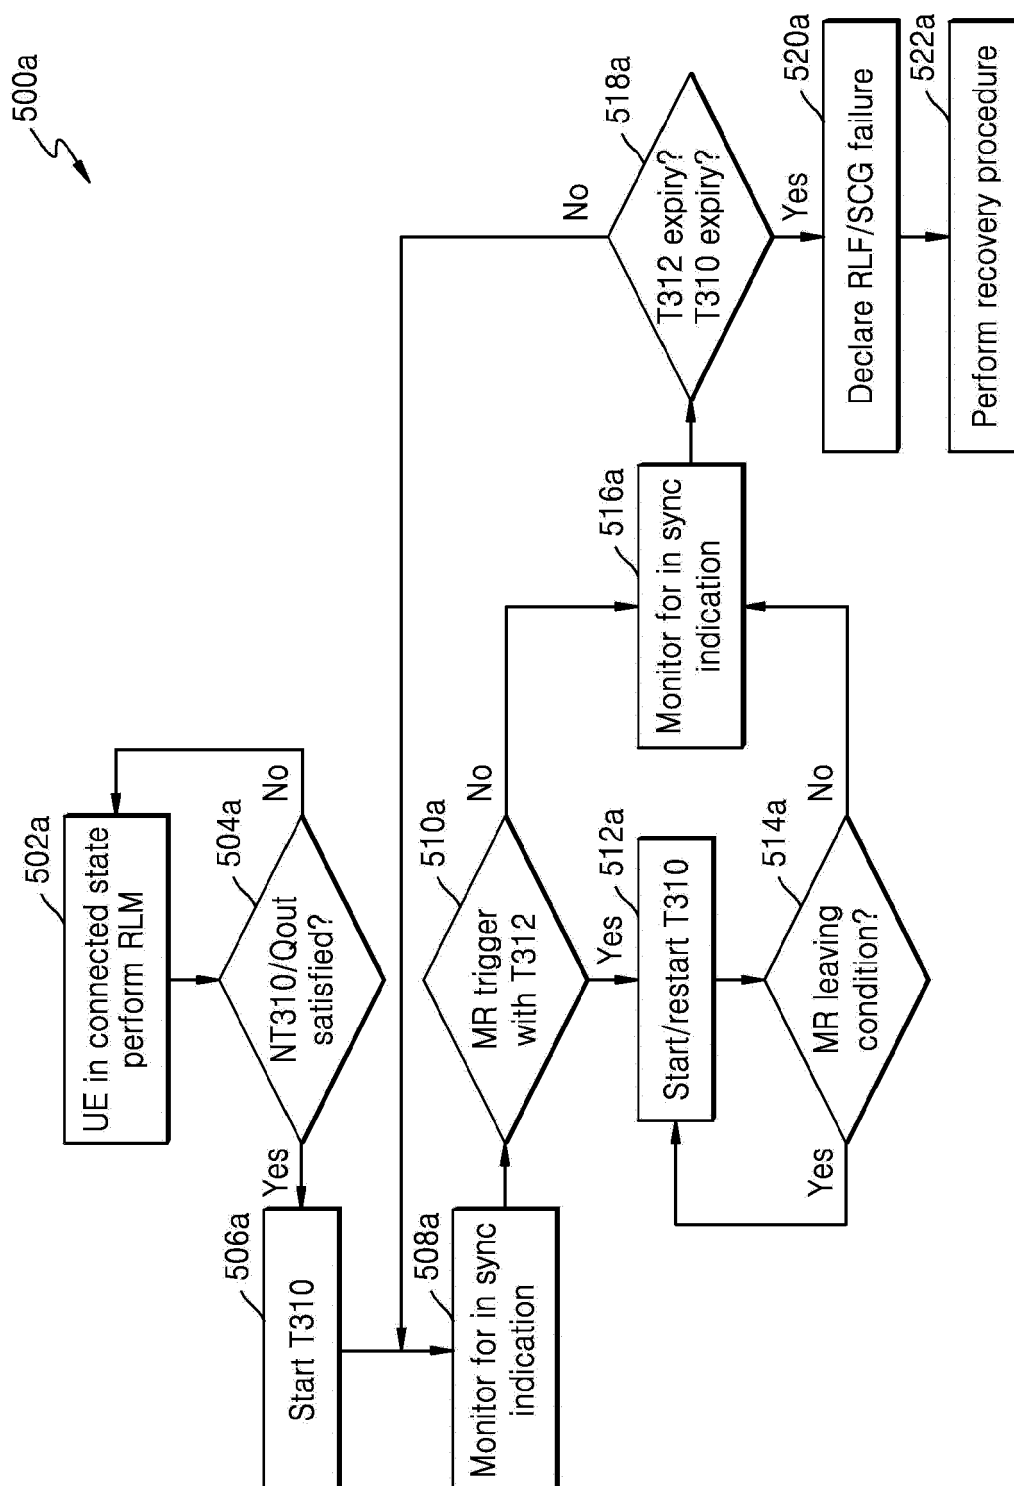 500a
502a
UE in connected state
perform RLM
504a
NT310/Qout
satisfied?
No
Yes
506a
Start T310
508a
Monitor for in sync
indication
510a
MR trigger
with T312
No
Yes
512a
Start/restart T310
514a
MR leaving
condition?
Yes
No
516a
Monitor for in sync
indication
518a
T312 expiry?
T310 expiry?
No
Yes
520a
Declare RLF/SCG failure
522a
Perform recovery procedure